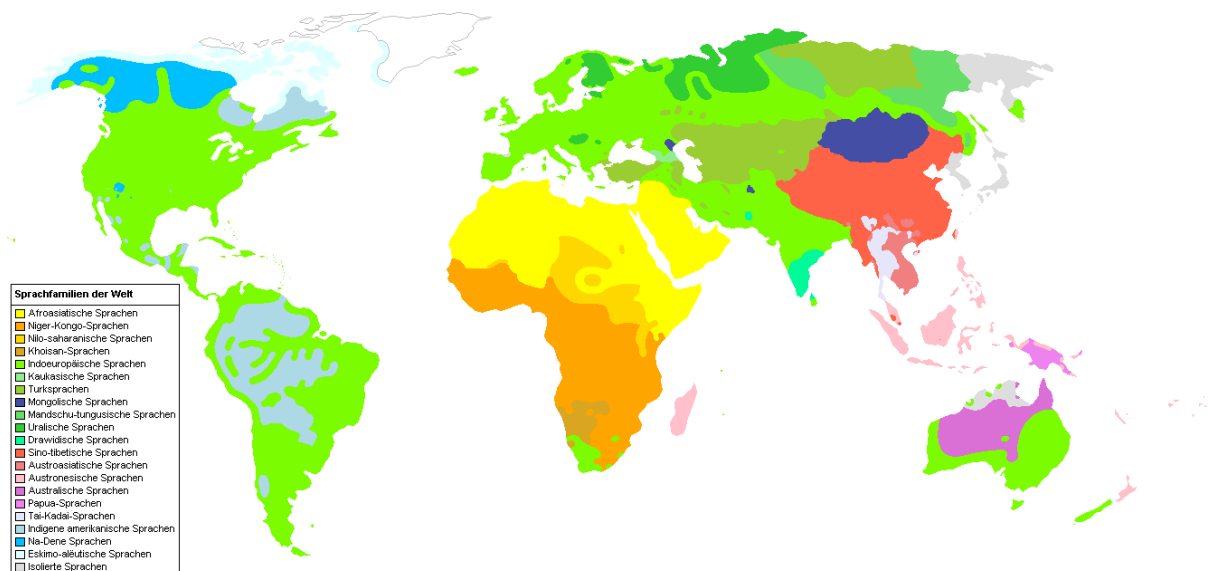 Sprachfamilien der Welt
Afroasiatische Sprachen
Niger-Kongo-Sprachen
Nilo-saharanische Sprachen
Khoisan-Sprachen
Indoeuropäische Sprachen
Kaukasische Sprachen
Turksprachen
Mongolische Sprachen
Mandschu-tungusische Sprachen
Uralische Sprachen
Drawidische Sprachen
Sino-tibetische Sprachen
Austroasiatische Sprachen
Austronesische Sprachen
Australische Sprachen
Papua-Sprachen
Tai-Kadai-Sprachen
Indigene amerikanische Sprachen
Na-Dene Sprachen
Eskimo-alëutische Sprachen
Isolierte Sprachen